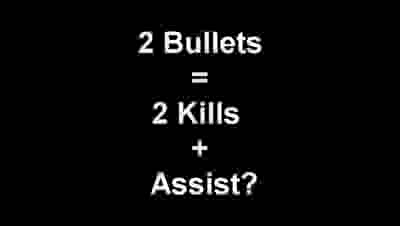 2 Bullets
=
2 Kills
+
Assist?